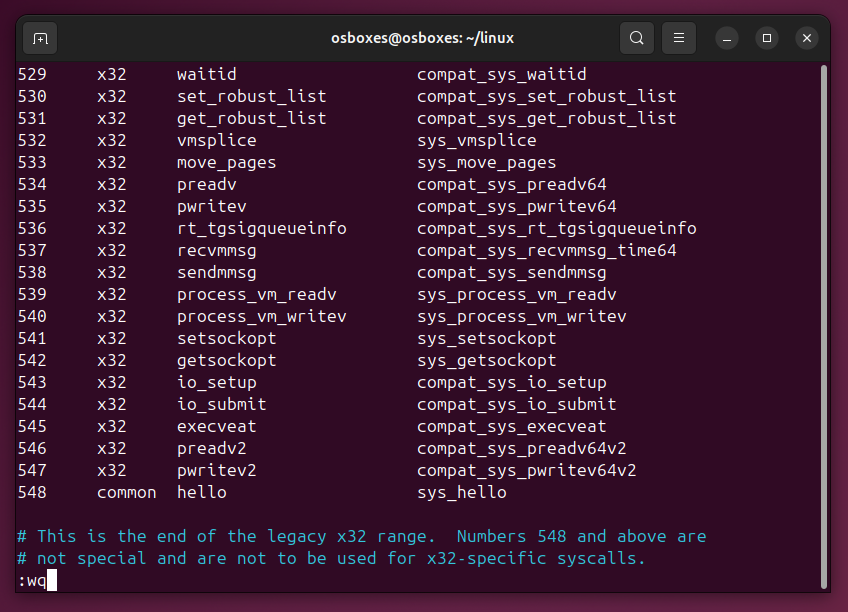 osboxes@osboxes: ~/linux
529 x32 waitid compat_sys_waitid
530 x32 set_robust_list compat_sys_set_robust_list
531 x32 get_robust_list compat_sys_get_robust_list
532 x32 vmsplice sys_vmsplice
533 x32 move_pages sys_move_pages
534 x32 preadv compat_sys_preadv64
535 x32 pwritev compat_sys_pwritev64
536 x32 rt_tgsigqueueinfo compat_sys_rt_tgsigqueueinfo
537 x32 recvmmsg compat_sys_recvmmsg_time64
538 x32 sendmmsg compat_sys_sendmmsg
539 x32 process_vm_readv sys_process_vm_readv
540 x32 process_vm_writev sys_process_vm_writev
541 x32 setsockopt sys_setsockopt
542 x32 getsockopt sys_getsockopt
543 x32 io_setup compat_sys_io_setup
544 x32 io_submit compat_sys_io_submit
545 x32 execveat compat_sys_execveat
546 x32 preadv2 compat_sys_preadv64v2
547 x32 pwritev2 compat_sys_pwritev64v2
548 common hello sys_hello
# This is the end of the legacy x32 range.  Numbers 548 and above are
# not special and are not to be used for x32-specific syscalls.
:wq